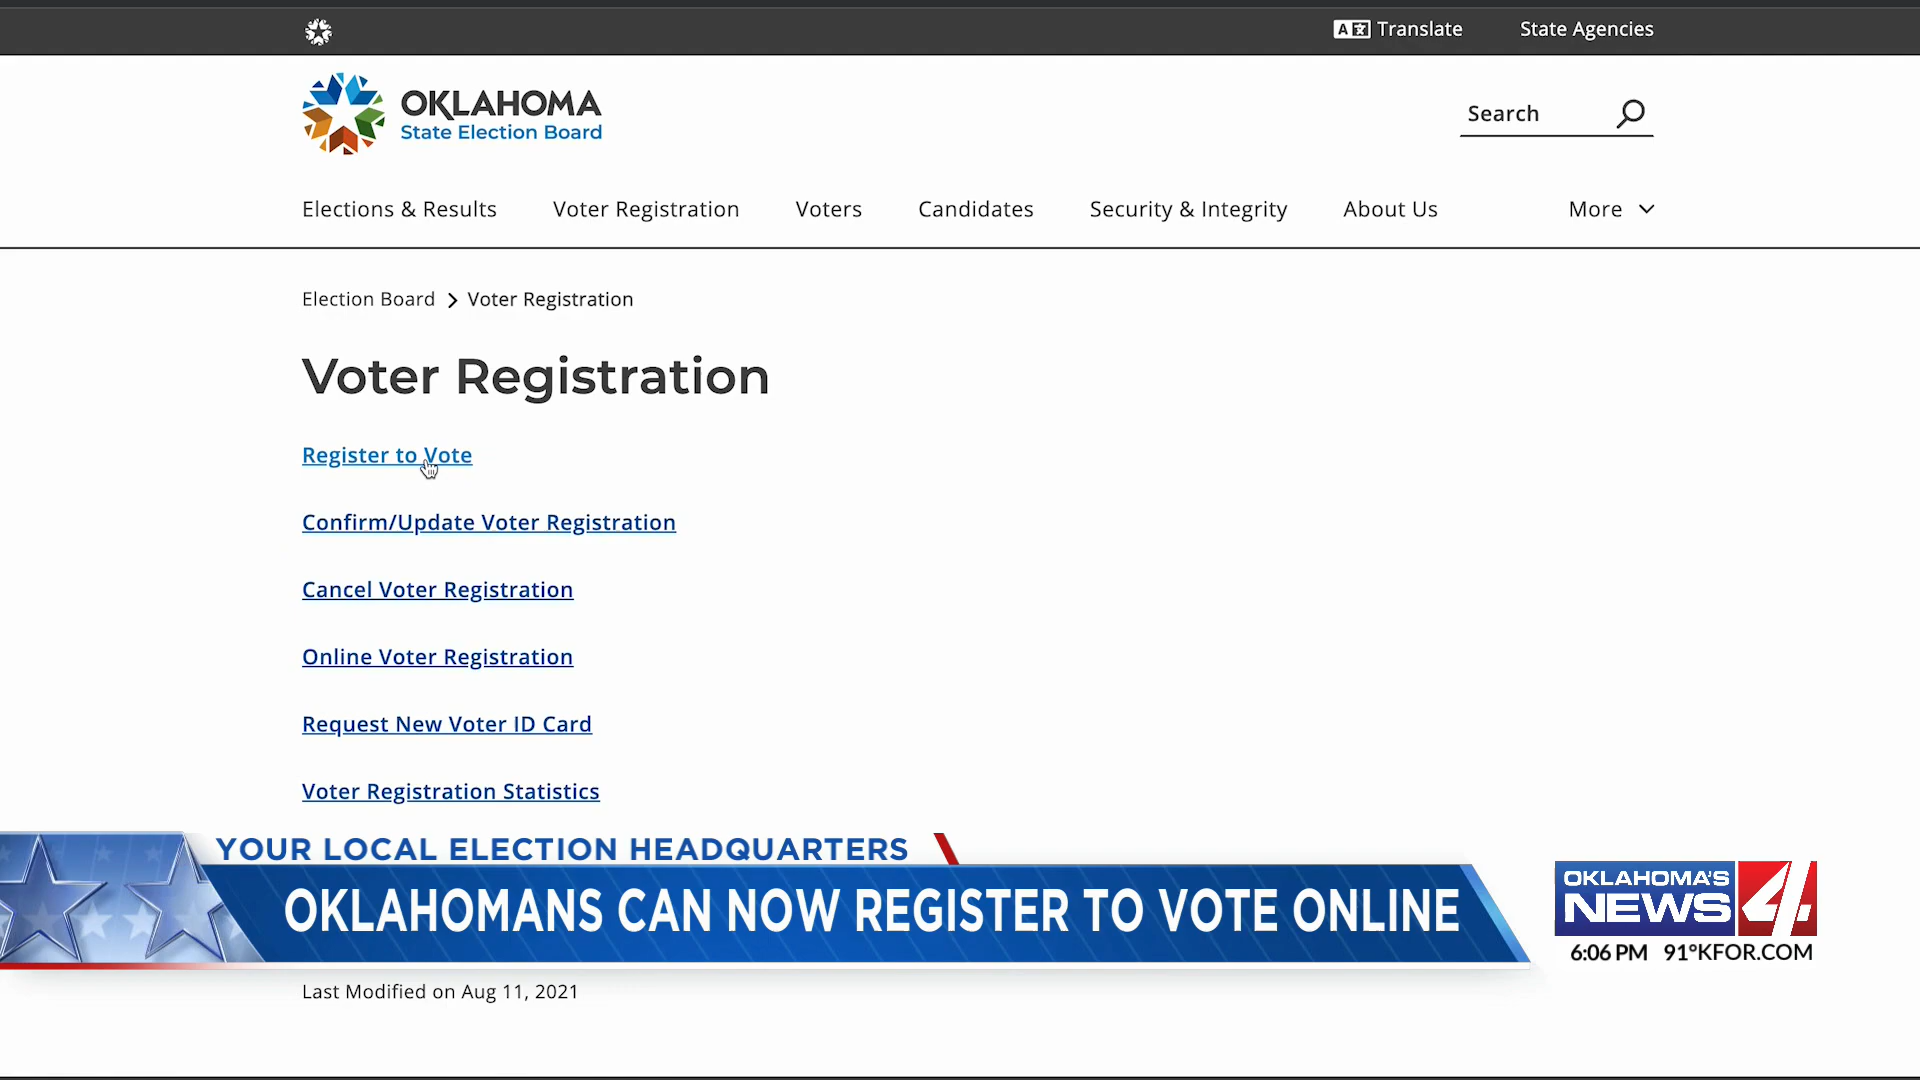 Translate
State Agencies
OKLAHOMA
State Election Board
Search
Elections & Results
Voter Registration
Voters
Candidates
Security & Integrity
About Us
More
Election Board > Voter Registration
Voter Registration
Register to Vote
Confirm/Update Voter Registration
Cancel Voter Registration
Online Voter Registration
Request New Voter ID Card
Voter Registration Statistics
YOUR LOCAL ELECTION HEADQUARTERS
OKLAHOMANS CAN NOW REGISTER TO VOTE ONLINE
OKLAHOMA'S
NEWS 4
6:06 PM 91° KFOR.COM
Last Modified on Aug 11, 2021